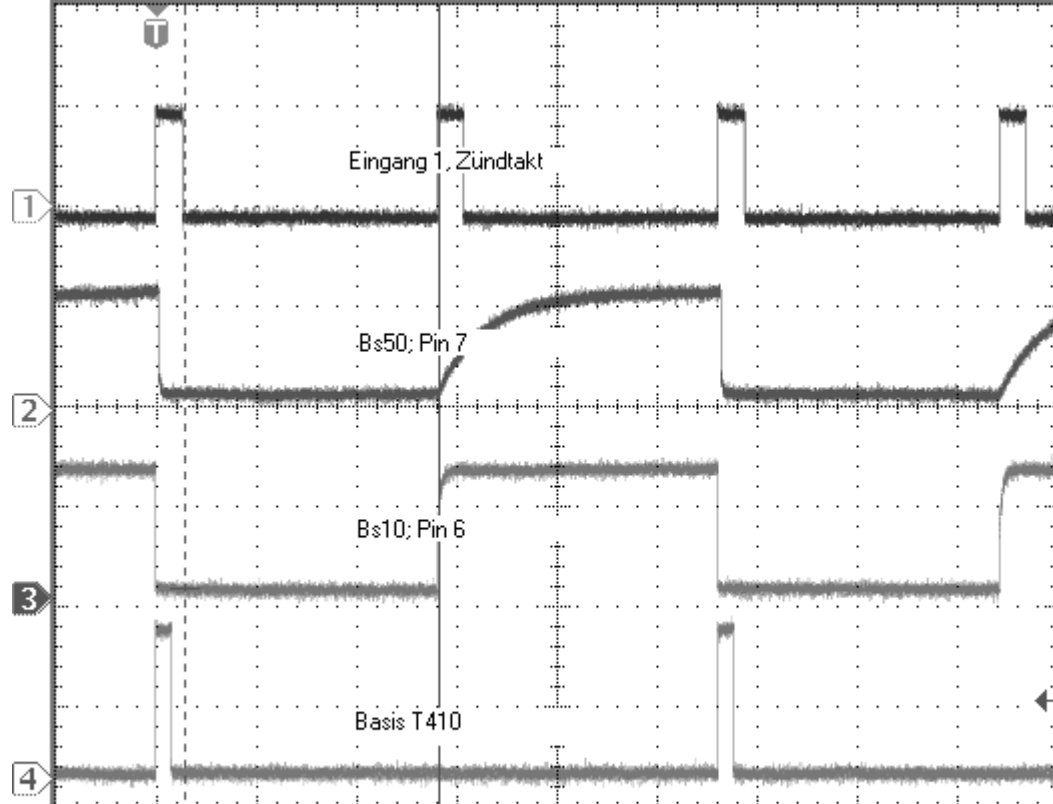 T
1
Eingang 1, Zündtakt
Bs50; Pin 7
2
Bs10; Pin 6
3
Basis T410
4